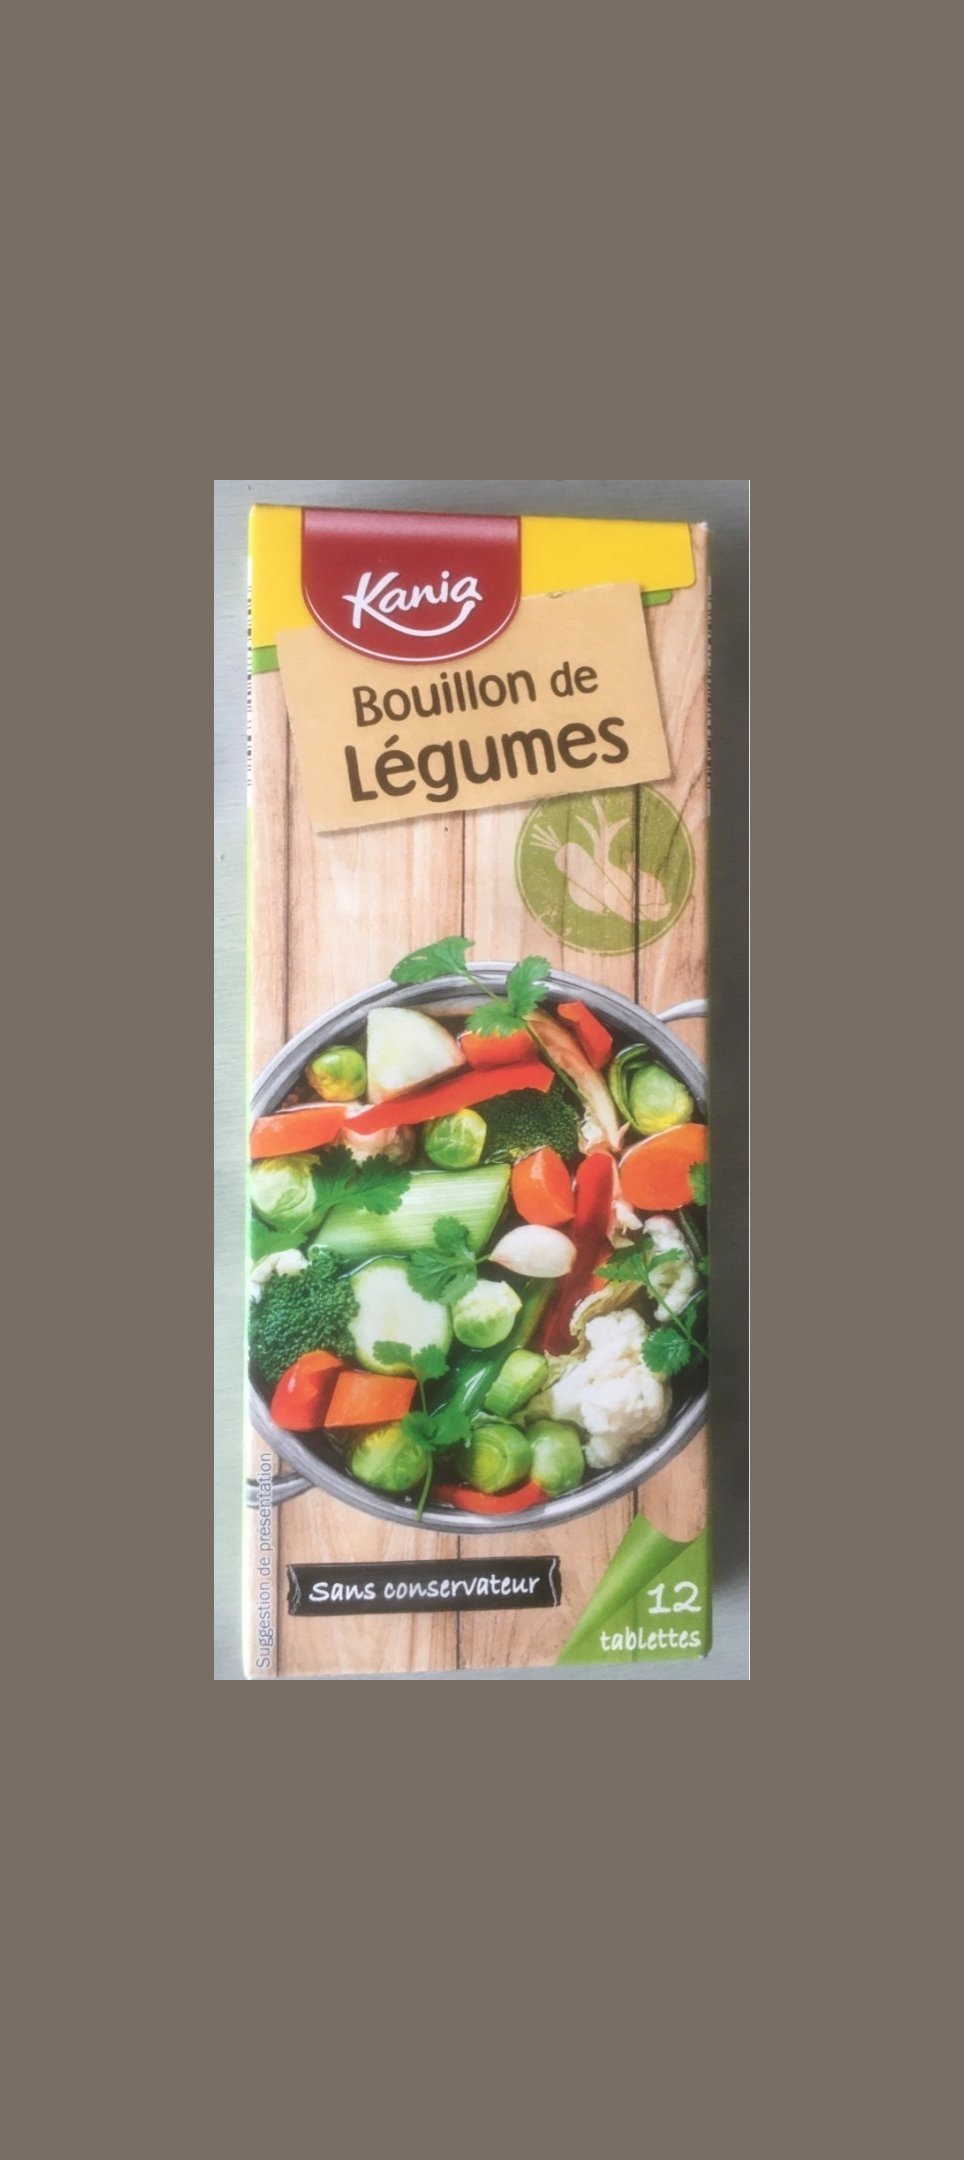 Kania
Bouillon de
Légumes
Suggestion de présentation
Sans conservateur
12
tablettes